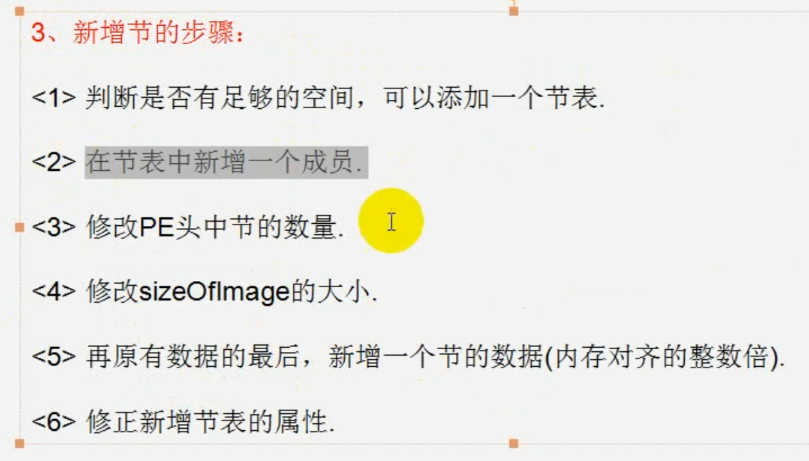 3、新增节的步骤：
<1> 判断是否有足够的空间，可以添加一个节表.
<2> 在节表中新增一个成员.
<3> 修改PE头中节的数量.
<4> 修改sizeOfImage的大小.
<5> 再原有数据的最后，新增一个节的数据(内存对齐的整数倍).
<6> 修正新增节表的属性.